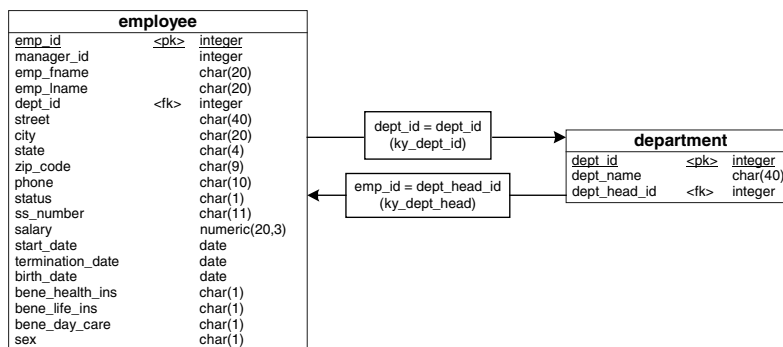 employee
emp_id <pk> integer
manager_id integer
emp_fname char(20)
emp_lname char(20)
dept_id <fk> integer
street char(40)
city char(20)
state char(4)
zip_code char(9)
phone char(10)
status char(1)
ss_number char(11)
salary numeric(20,3)
start_date date
termination_date date
birth_date date
bene_health_ins char(1)
bene_life_ins char(1)
bene_day_care char(1)
sex char(1)
dept_id = dept_id
(ky_dept_id)
emp_id = dept_head_id
(ky_dept_head)
department
dept_id <pk> integer
dept_name char(40)
dept_head_id <fk> integer